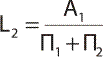 L₂ = A₁ / (Π₁ + Π₂)